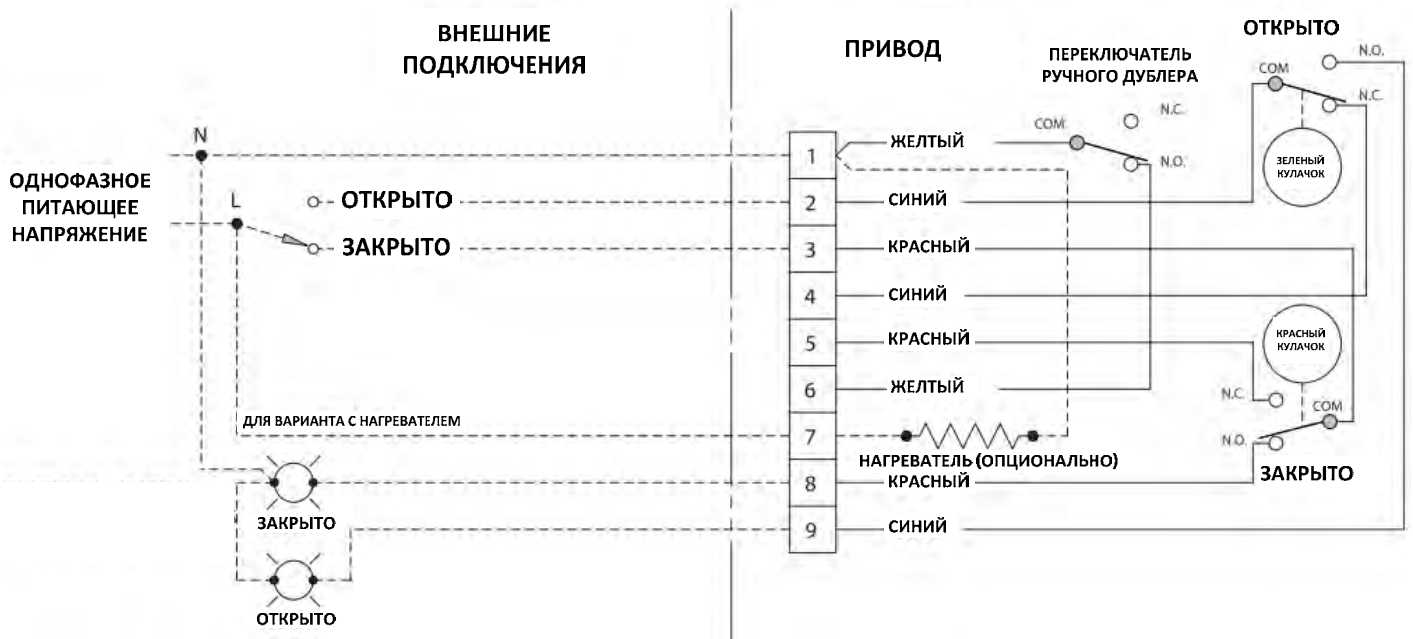 ВНЕШНИЕ
ПОДКЛЮЧЕНИЯ
ПРИВОД
ПЕРЕКЛЮЧАТЕЛЬ
РУЧНОГО ДУБЛЕРА
ОТКРЫТО
N.O.
COM
N.C.
ЗЕЛЕНЫЙ
КУЛАЧОК
N.C.
COM
N.O.
ОДНОФАЗНОЕ
ПИТАЮЩЕЕ
НАПРЯЖЕНИЕ
N
L
ОТКРЫТО
ЗАКРЫТО
1
ЖЕЛТЫЙ
2
СИНИЙ
3
КРАСНЫЙ
4
СИНИЙ
5
КРАСНЫЙ
6
ЖЕЛТЫЙ
7
8
КРАСНЫЙ
9
СИНИЙ
КРАСНЫЙ
КУЛАЧОК
N.C.
COM
N.O.
ЗАКРЫТО
ДЛЯ ВАРИАНТА С НАГРЕВАТЕЛЕМ
НАГРЕВАТЕЛЬ (ОПЦИОНАЛЬНО)
ЗАКРЫТО
ОТКРЫТО